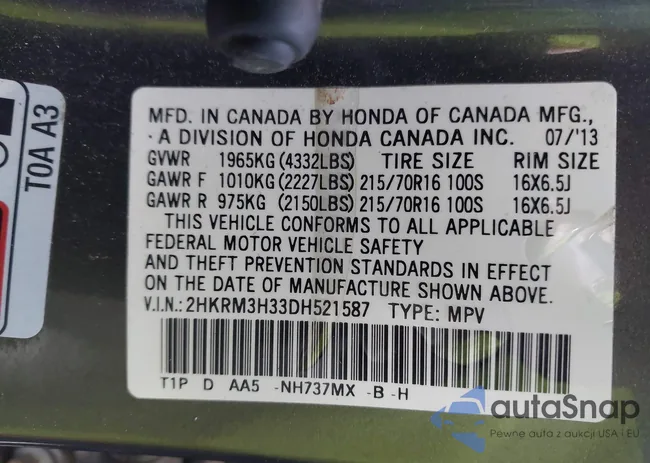 T0A A3
MFD. IN CANADA BY HONDA OF CANADA MFG.,
A DIVISION OF HONDA CANADA INC. 07/'13
GVWR 1965KG (4332LBS) TIRE SIZE RIM SIZE
GAWR F 1010KG (2227LBS) 215/70R16 100S 16X6.5J
GAWR R 975KG (2150LBS) 215/70R16 100S 16X6.5J
THIS VEHICLE CONFORMS TO ALL APPLICABLE
FEDERAL MOTOR VEHICLE SAFETY
AND THEFT PREVENTION STANDARDS IN EFFECT
ON THE DATE OF MANUFACTURE SHOWN ABOVE.
V.I.N.: 2HKRM3H33DH521587 TYPE: MPV
T1P D AA5 -NH737MX -B -H
autaSnap
Pewne auta z aukcji USA i EU